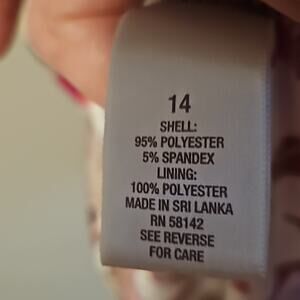 14
SHELL:
95% POLYESTER
5% SPANDEX
LINING:
100% POLYESTER
MADE IN SRI LANKA
RN 58142
SEE REVERSE
FOR CARE